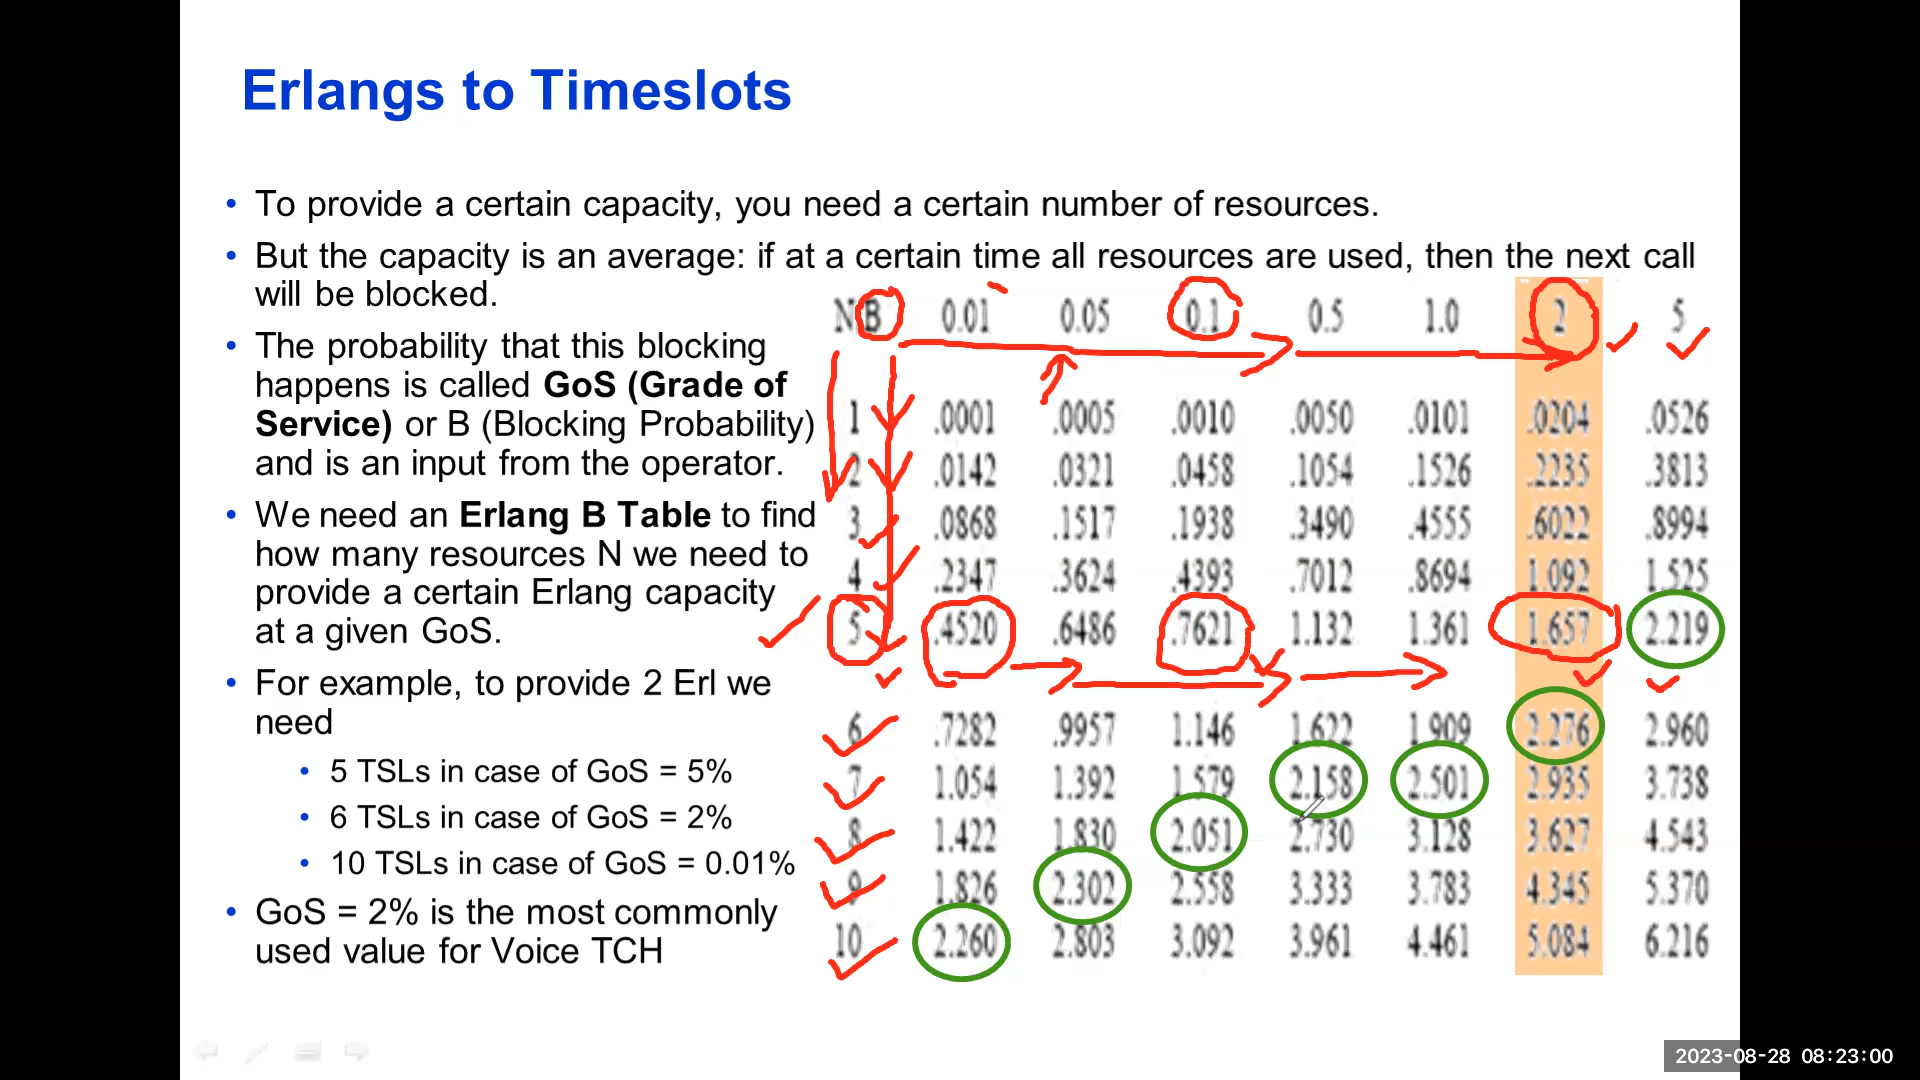 Erlangs to Timeslots
• To provide a certain capacity, you need a certain number of resources.
• But the capacity is an average: if at a certain time all resources are used, then the next call
will be blocked.
• The probability that this blocking
happens is called GoS (Grade of
Service) or B (Blocking Probability)
and is an input from the operator.
• We need an Erlang B Table to find
how many resources N we need to
provide a certain Erlang capacity
at a given GoS.
• For example, to provide 2 Erl we
need
• 5 TSLs in case of GoS = 5%
• 6 TSLs in case of GoS = 2%
• 10 TSLs in case of GoS = 0.01%
• GoS = 2% is the most commonly
used value for Voice TCH
N B 0.01 0.05 0.1 0.5 1.0 2 5
1 .0001 .0005 .0010 .0050 .0101 .0204 .0526
2 .0142 .0321 .0458 .1054 .1526 .2235 .3813
3 .0868 .1517 .1938 .3490 .4555 .6022 .8994
4 .2347 .3624 .4393 .7012 .8694 1.092 1.525
5 .4520 .6486 .7621 1.132 1.361 1.657 2.219
6 .7282 .9957 1.146 1.622 1.909 2.276 2.960
7 1.054 1.392 1.579 2.158 2.501 2.935 3.738
8 1.422 1.830 2.051 2.730 3.128 3.627 4.543
9 1.826 2.302 2.558 3.333 3.783 4.345 5.370
10 2.260 2.803 3.092 3.961 4.461 5.084 6.216
2023-08-28 08:23:00